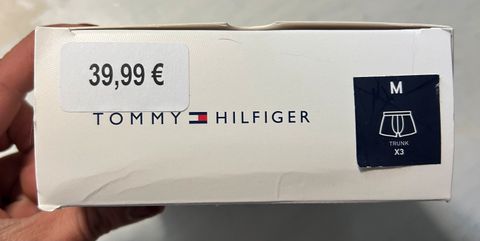 39,99 €
TOMMY HILFIGER
M
TRUNK
X3